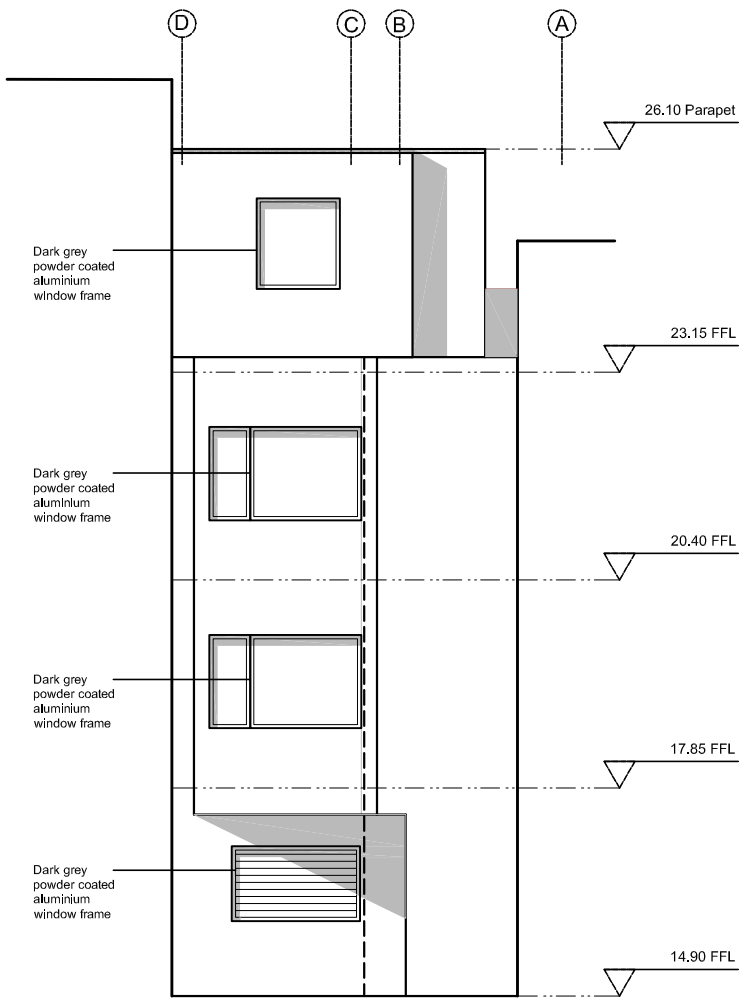 D
C
B
A
26.10 Parapet
Dark grey
powder coated
aluminium
window frame
23.15 FFL
Dark grey
powder coated
aluminium
window frame
20.40 FFL
Dark grey
powder coated
aluminium
window frame
17.85 FFL
Dark grey
powder coated
aluminium
window frame
14.90 FFL